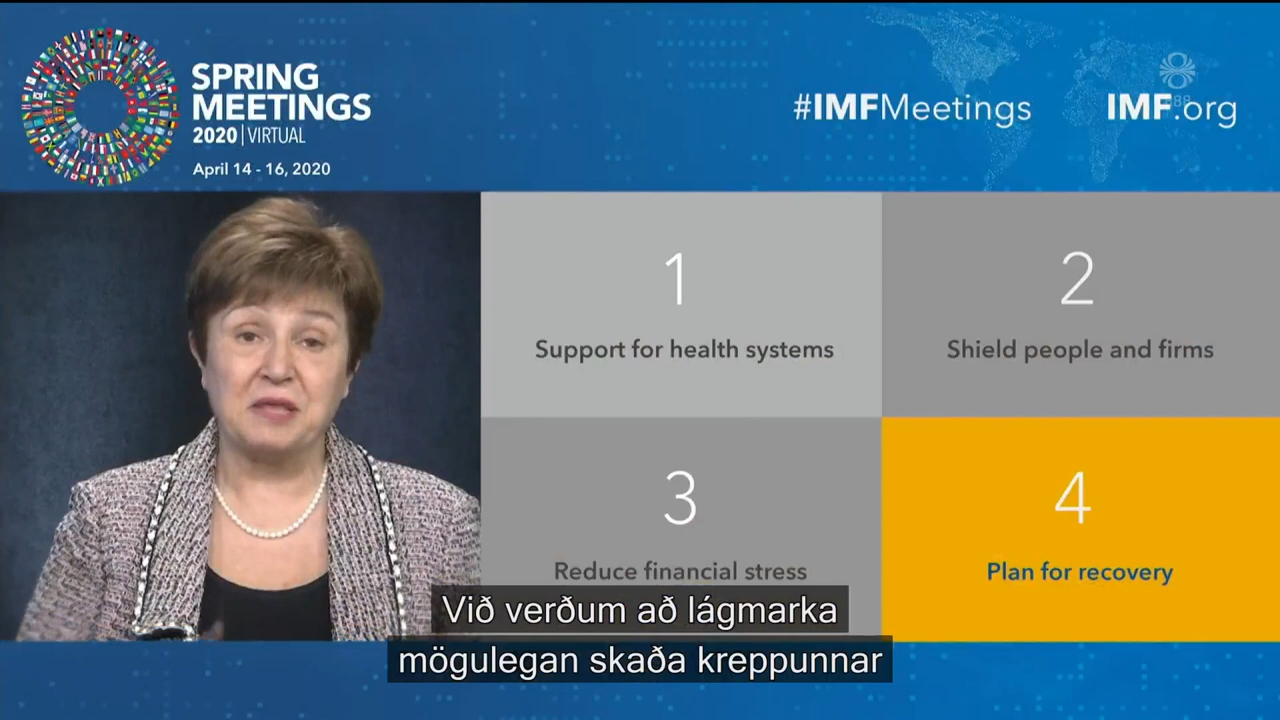 SPRING
MEETINGS
2020 | VIRTUAL
April 14 - 16, 2020
#IMFMeetings
IMF.org
1
Support for health systems
2
Shield people and firms
3
Reduce financial stress
4
Plan for recovery
Við verðum að lágmarka
mögulegan skaða kreppunnar